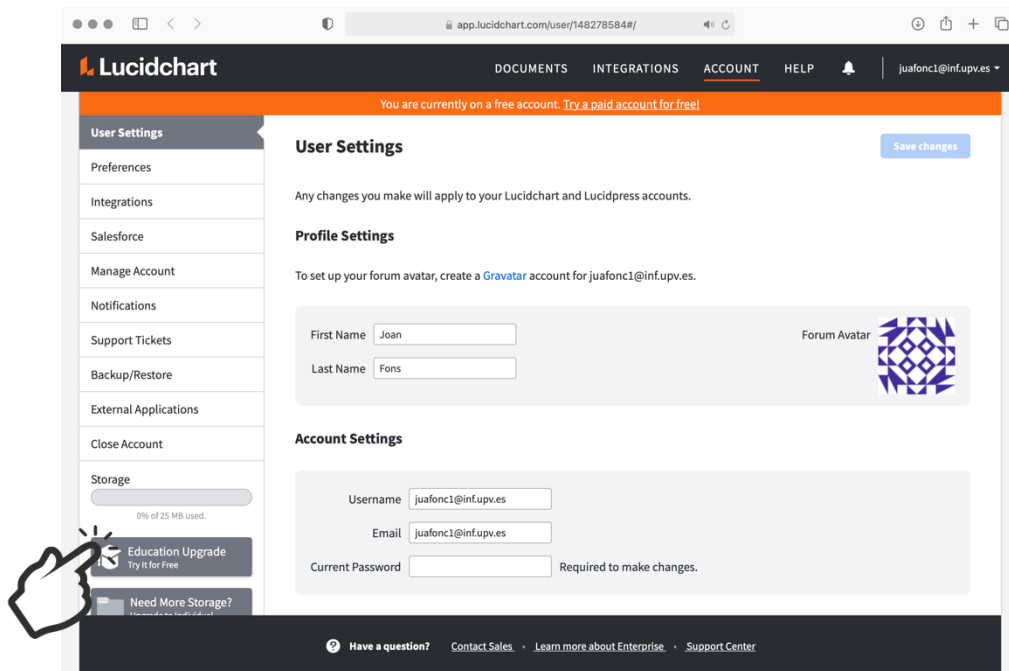 app.lucidchart.com/user/148278584#/
Lucidchart
DOCUMENTS INTEGRATIONS ACCOUNT HELP juafonc1@inf.upv.es
You are currently on a free account. Try a paid account for free!
User Settings
Preferences
Integrations
Salesforce
Manage Account
Notifications
Support Tickets
Backup/Restore
External Applications
Close Account
Storage
0% of 25 MB used.
Education Upgrade
Try It for Free
Need More Storage?
Upgrade to Individual
User Settings
Save changes
Any changes you make will apply to your Lucidchart and Lucidpress accounts.
Profile Settings
To set up your forum avatar, create a Gravatar account for juafonc1@inf.upv.es.
First Name Joan
Forum Avatar
Last Name Fons
Account Settings
Username juafonc1@inf.upv.es
Email juafonc1@inf.upv.es
Current Password Required to make changes.
? Have a question? Contact Sales • Learn more about Enterprise • Support Center